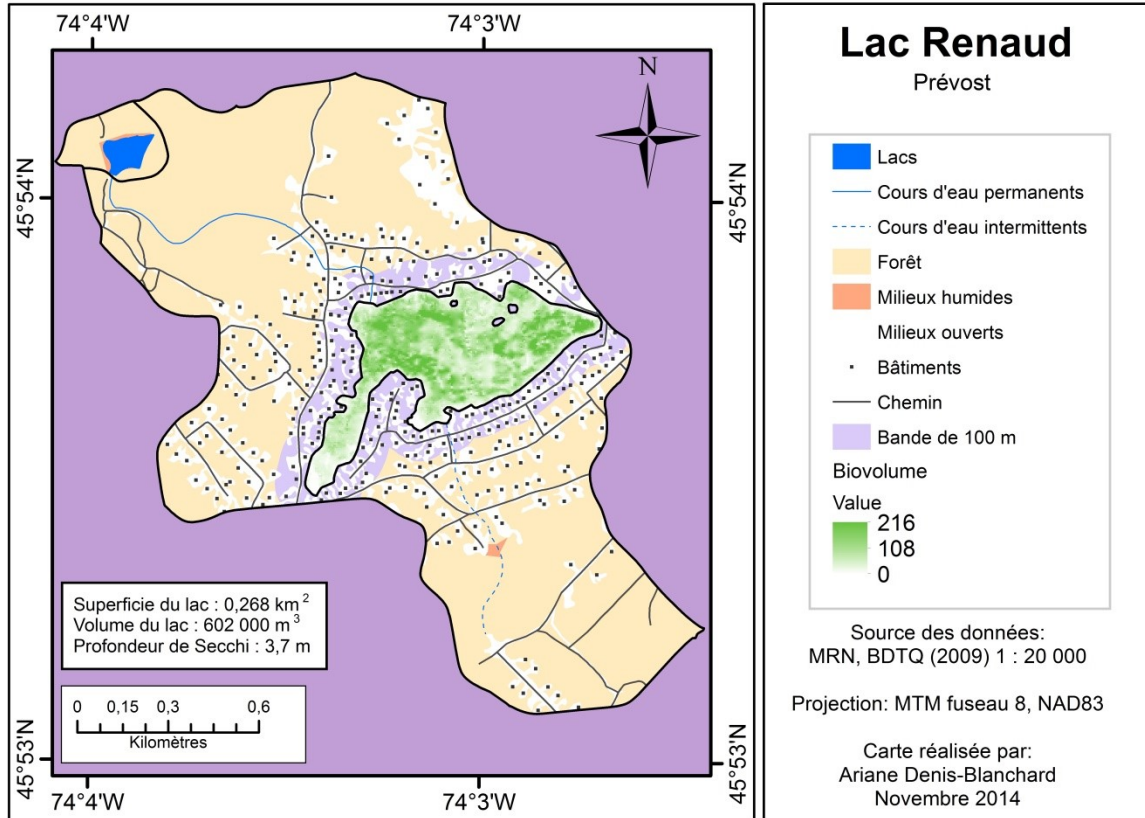 74°4'W
74°3'W
N
45°54'N
45°54'N
Superficie du lac : 0,268 km²
Volume du lac : 602 000 m³
Profondeur de Secchi : 3,7 m
0 0,15 0,3 0,6
Kilomètres
45°53'N
45°53'N
74°4'W
74°3'W
Lac Renaud
Prévost
Lacs
Cours d'eau permanents
Cours d'eau intermittents
Forêt
Milieux humides
Milieux ouverts
Bâtiments
Chemin
Bande de 100 m
Biovolume
Value
216
108
0
Source des données:
MRN, BDTQ (2009) 1 : 20 000
Projection: MTM fuseau 8, NAD83
Carte réalisée par:
Ariane Denis-Blanchard
Novembre 2014